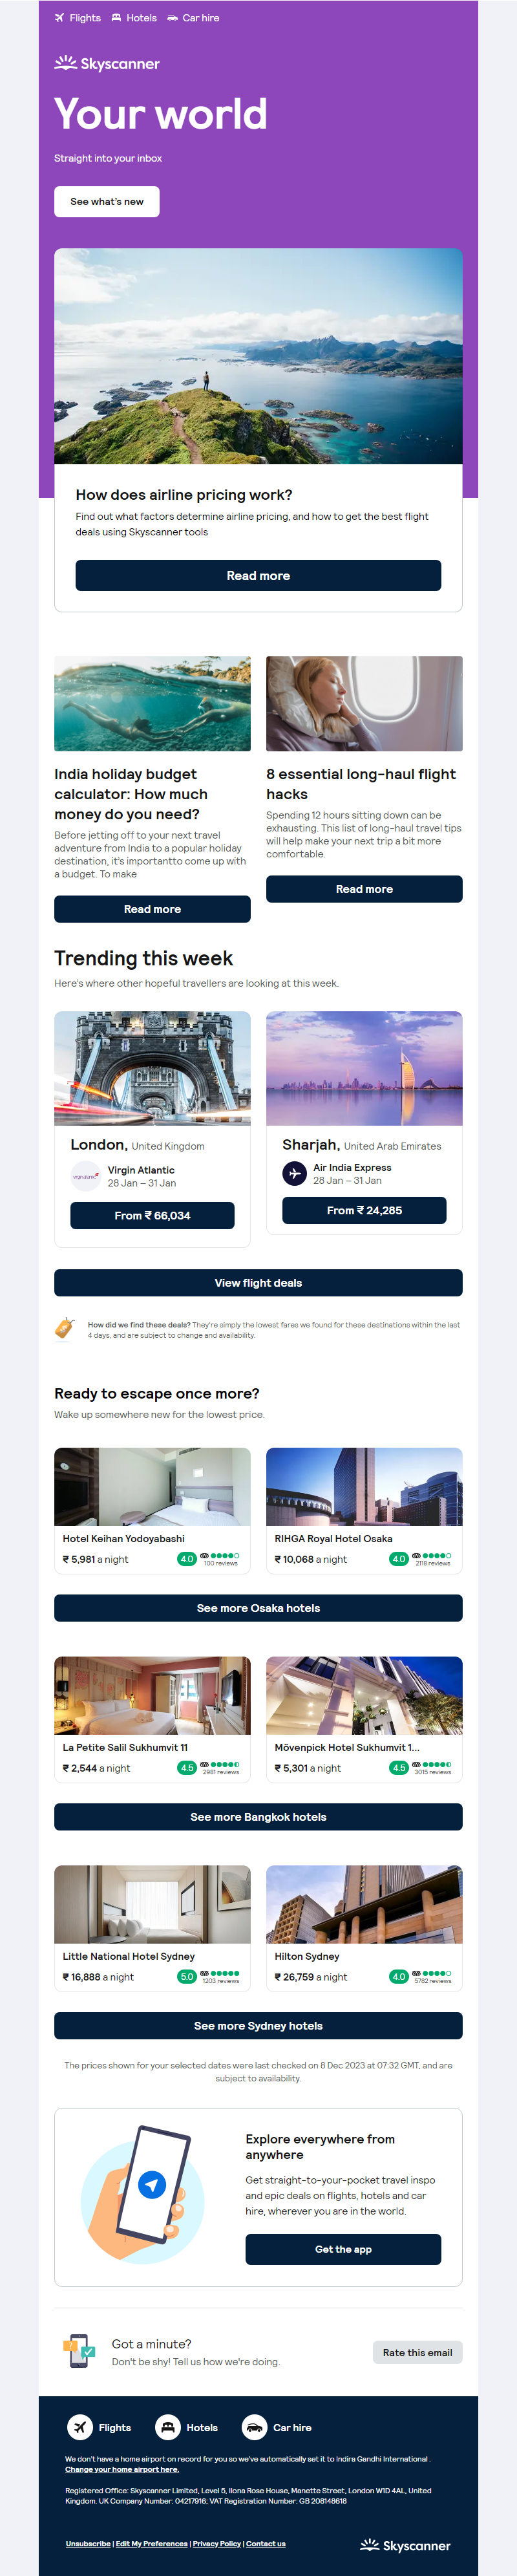 Flights Hotels Car hire
Skyscanner
Your world
Straight into your inbox
See what's new
How does airline pricing work?
Find out what factors determine airline pricing, and how to get the best flight
deals using Skyscanner tools
Read more
India holiday budget
calculator: How much
money do you need?
Before jetting off to your next travel
adventure from India to a popular holiday
destination, it's importantto come up with
a budget. To make
Read more
8 essential long-haul flight
hacks
Spending 12 hours sitting down can be
exhausting. This list of long-haul travel tips
will help make your next trip a bit more
comfortable.
Read more
Trending this week
Here's where other hopeful travellers are looking at this week.
London, United Kingdom
virgin atlantic
Virgin Atlantic
28 Jan – 31 Jan
From ₹ 66,034
Sharjah, United Arab Emirates
Air India Express
28 Jan – 31 Jan
From ₹ 24,285
View flight deals
How did we find these deals? They're simply the lowest fares we found for these destinations within the last
4 days, and are subject to change and availability.
Ready to escape once more?
Wake up somewhere new for the lowest price.
Hotel Keihan Yodoyabashi
₹ 5,981 a night 4.0
100 reviews
RIHGA Royal Hotel Osaka
₹ 10,068 a night 4.0
2118 reviews
See more Osaka hotels
La Petite Salil Sukhumvit 11
₹ 2,544 a night 4.5
2981 reviews
Mövenpick Hotel Sukhumvit 1...
₹ 5,301 a night 4.5
3015 reviews
See more Bangkok hotels
Little National Hotel Sydney
₹ 16,888 a night 5.0
1203 reviews
Hilton Sydney
₹ 26,759 a night 4.0
5782 reviews
See more Sydney hotels
The prices shown for your selected dates were last checked on 8 Dec 2023 at 07:32 GMT, and are
subject to availability.
Explore everywhere from
anywhere
Get straight-to-your-pocket travel inspo
and epic deals on flights, hotels and car
hire, wherever you are in the world.
Get the app
Got a minute?
Don't be shy! Tell us how we're doing.
Rate this email
Flights Hotels Car hire
We don't have a home airport on record for you so we've automatically set it to Indira Gandhi International .
Change your home airport here.
Registered Office: Skyscanner Limited, Level 5, Ilona Rose House, Manette Street, London W1D 4AL, United
Kingdom. UK Company Number: 04217916; VAT Registration Number: GB 208148618
Unsubscribe | Edit My Preferences | Privacy Policy | Contact us
Skyscanner